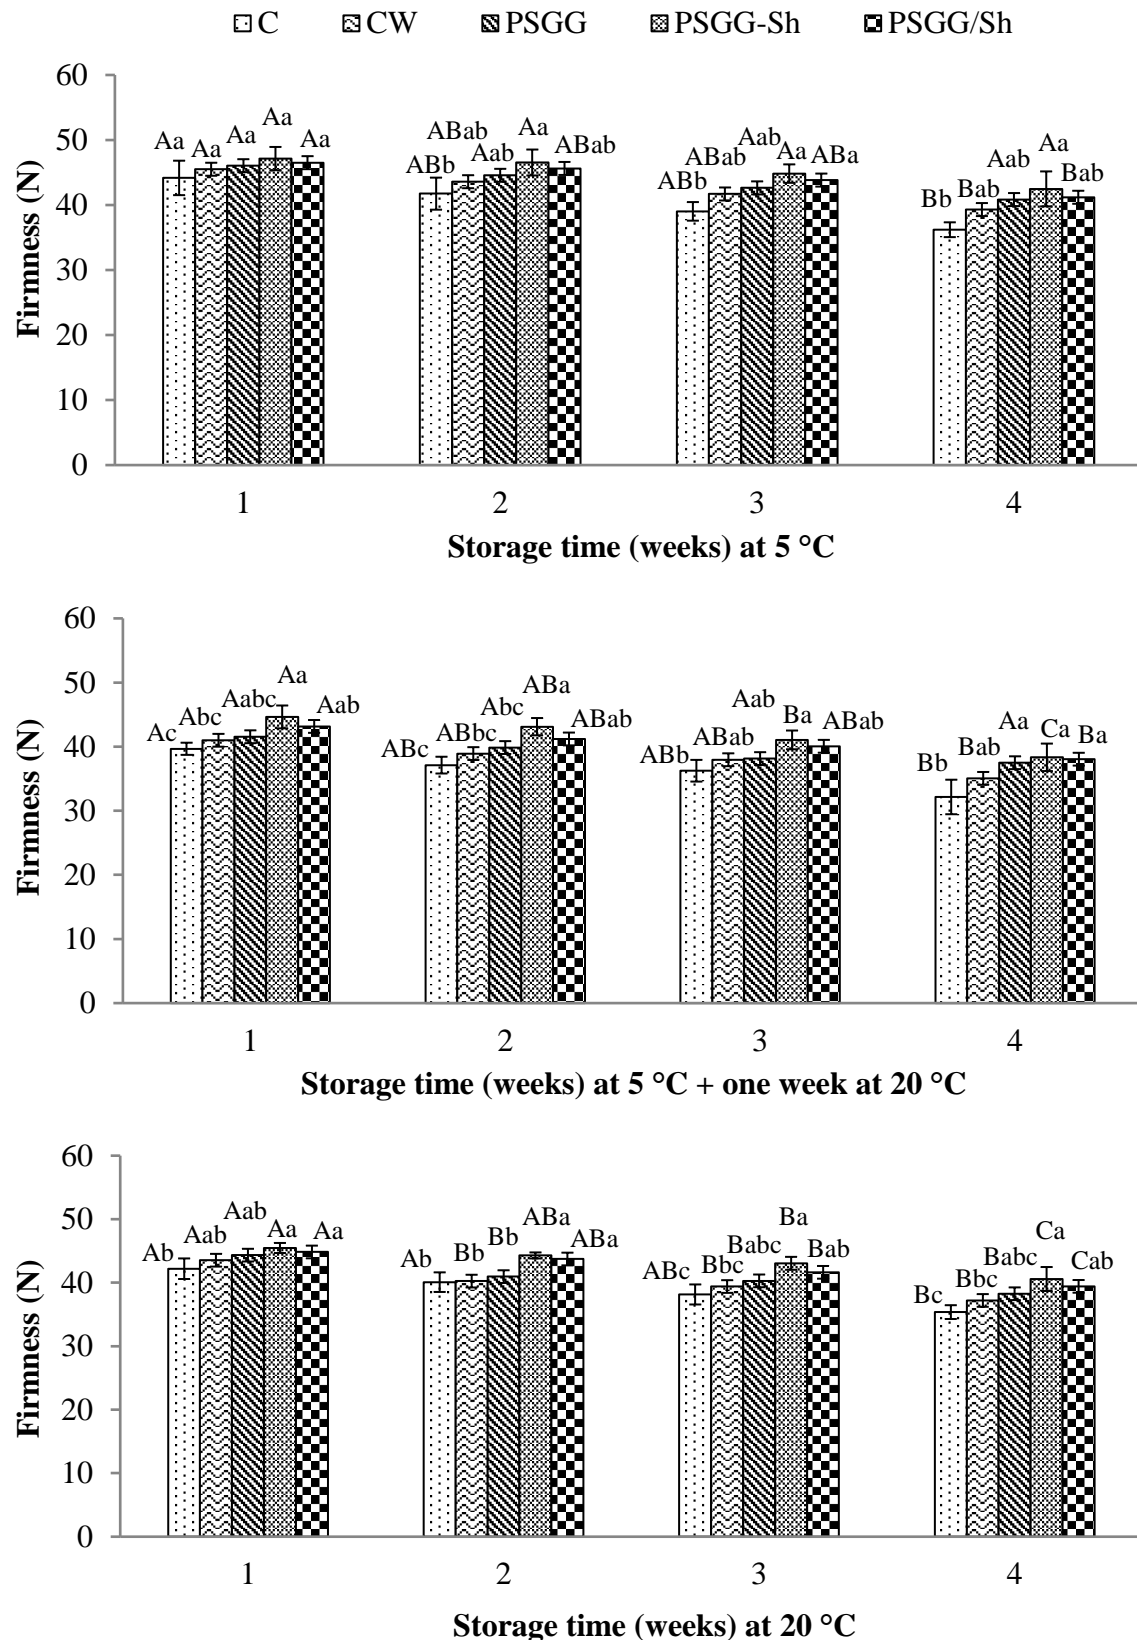 C CW PSGG PSGG-Sh PSGG/Sh
60
50
40
30
20
10
0
Firmness (N)
Aa Aa Aa Aa Aa
ABb ABab Aab Aa ABab
ABb ABab Aab Aa ABa
Bb Bab Aab Aa Bab
1 2 3 4
Storage time (weeks) at 5 °C
60
50
40
30
20
10
0
Firmness (N)
Ac Abc Aabc Aa Aab
ABc ABbc Abc ABa ABab
ABb ABab Aab Ba ABab
Bb Bab Aa Ca Ba
1 2 3 4
Storage time (weeks) at 5 °C + one week at 20 °C
60
50
40
30
20
10
0
Firmness (N)
Ab Aab Aab Aa Aa
Ab Bb Bb ABa ABa
ABc Bbc Babc Ba Bab
Bc Bbc Babc Ca Cab
1 2 3 4
Storage time (weeks) at 20 °C